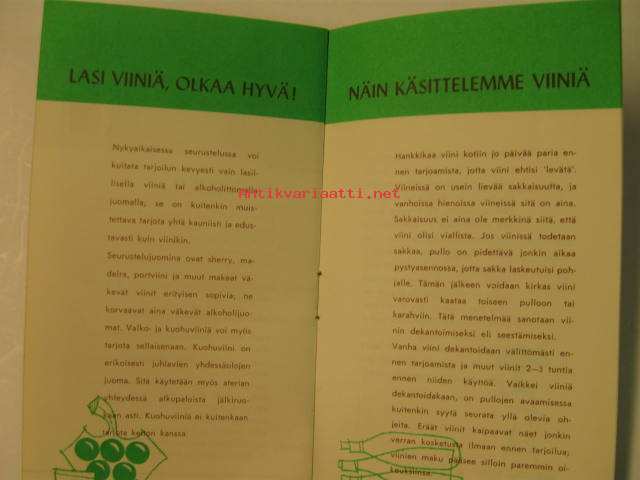 LASI VIINIÄ, OLKAA HYVÄ!
Nykyaikaisessa seurustelussa voi
kuitata tarjoilun kevyesti vain lasil-
lisella viiniä tai alkoholittomalla
juomalla, se on kuitenkin muis-
tettava tarjota yhtä kauniisti ja edus-
tavasti kuin viinikin.
Seurustelujuomina ovat sherry, ma-
deira, portviini ja muut makeat vä-
kevät viinit erityisen sopivia; ne
korvaavat aina väkevät alkoholijuo-
mat. Valko- ja kuohuviini voi myös
tarjota sellaisenaan. Kuohuviini on
erikoisesti juhlavien yhdessäolojen
juoma. Sitä käytetään myös aterian
yhteydessä alkupaloista jälkiruo-
kaan asti. Kuohuviiniä ei kuitenkaan
tarjota keiton kanssa.
NÄIN KÄSITTELEMME VIINIÄ
Hankkikaa viini kotiin jo päivää paria en-
nen tarjoamista, jotta viini ehtisi 'levätä'.
Viineissä on usein lievää sakkaisuutta, ja
vanhoissa hienoissa viineissä sitä on aina.
Sakkaisuus ei aina ole merkkinä siitä, että
viini olisi viallista. Jos viinissä todetaan
sakkaa, pullo on pidettävä jonkin aikaa
pystyasennossa, jotta sakka laskeutuisi poh-
jalle. Tämän jälkeen voidaan kirkas viini
varovasti kaataa toiseen pulloon tai
karahviin. Tätä menetelmää sanotaan vii-
nin dekantoimiseksi eli seestämiseksi.
Vanha viini dekantoidaan välittömästi en-
nen tarjoamista ja muut viinit 2—3 tuntia
ennen niiden käyttöä. Vaikkei viiniä
dekantoidakaan, on pullojen avaamisessa
kuitenkin syytä seurata yllä olevia oh-
jeita. Eräät viinit kaipaavat näet jonkin
verran kosketusta ilmaan ennen tarjoilua;
viinien maku pääsee silloin paremmin oi-
keuksiinsa.
Antikvariaatti.net